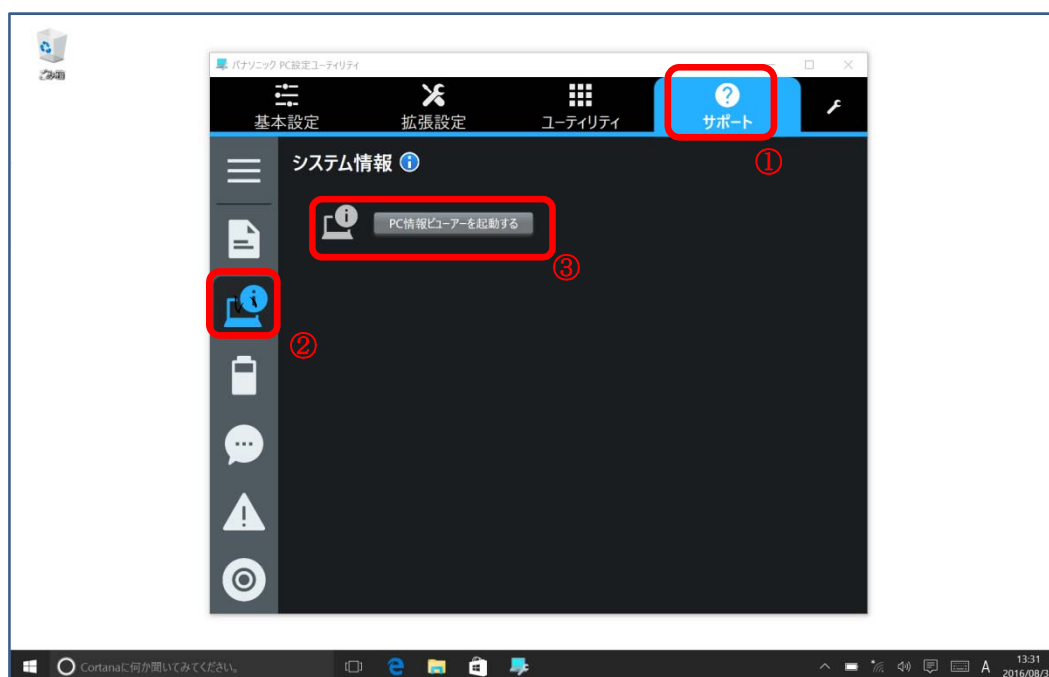 ごみ箱
パナソニック PC設定ユーティリティ
基本設定
拡張設定
ユーティリティ
サポート
①
システム情報
PC情報ビューアーを起動する
③
②
Cortanaに何か聞いてみてください。
A
13:31
2016/08/3